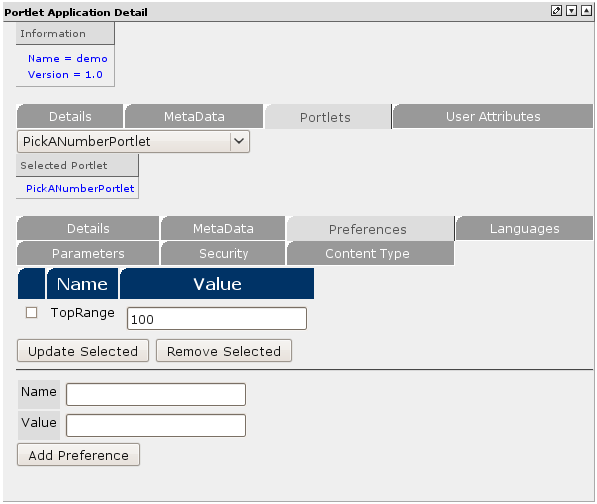 Portlet Application Detail
Information
Name = demo
Version = 1.0
Details MetaData Portlets User Attributes
PickANumberPortlet
Selected Portlet
PickANumberPortlet
Details MetaData Preferences Languages
Parameters Security Content Type
Name Value
TopRange 100
Update Selected Remove Selected
Name
Value
Add Preference